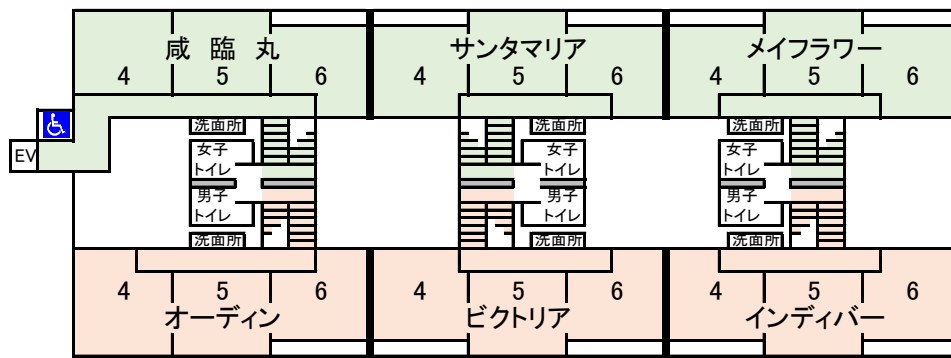 咸 臨 丸
サンタマリア
メイフラワー
4 5 6
4 5 6
4 5 6
洗面所
洗面所
洗面所
EV
女子
トイレ
女子
トイレ
女子
トイレ
男子
トイレ
男子
トイレ
男子
トイレ
洗面所
洗面所
洗面所
4 5 6
4 5 6
4 5 6
オーディン
ビクトリア
インディバー